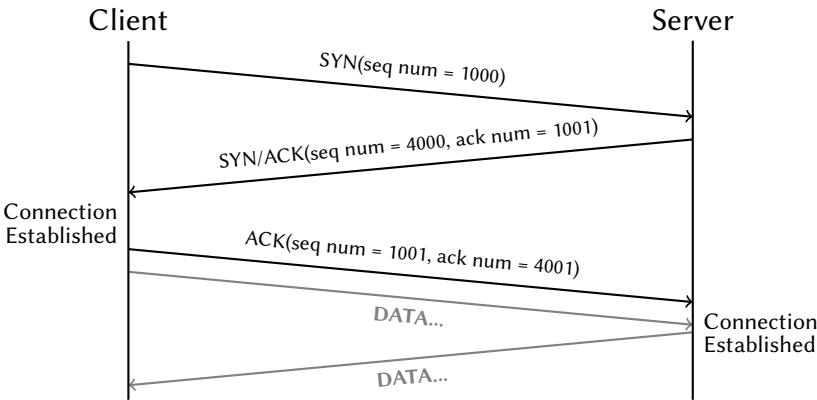 Client
Server
SYN(seq num = 1000)
SYN/ACK(seq num = 4000, ack num = 1001)
Connection
Established
ACK(seq num = 1001, ack num = 4001)
DATA...
Connection
Established
DATA...